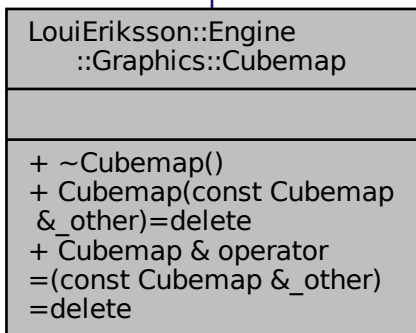 LouiEriksson::Engine
::Graphics::Cubemap
+ ~Cubemap()
+ Cubemap(const Cubemap
&_other)=delete
+ Cubemap & operator
=(const Cubemap &_other)
=delete